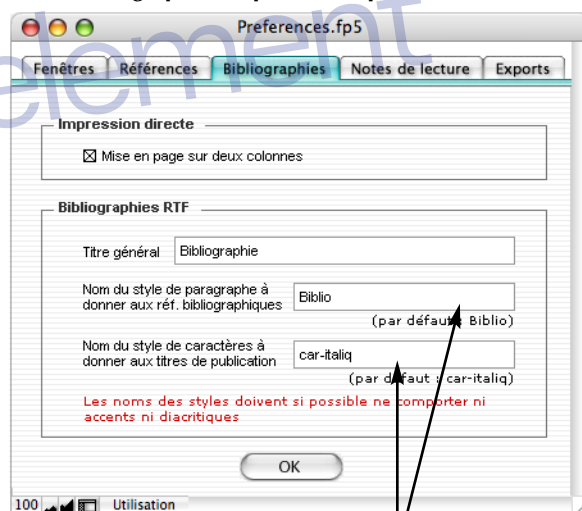 Preferences.fp5
Fenêtres Références Bibliographies Notes de lecture Exports
Impression directe
Mise en page sur deux colonnes
Bibliographies RTF
Titre général Bibliographie
Nom du style de paragraphe à
donner aux réf. bibliographiques
Biblio
(par défaut : Biblio)
Nom du style de caractères à
donner aux titres de publication
car-italiq
(par défaut : car-italiq)
Les noms des styles doivent si possible ne comporter ni
accents ni diacritiques
OK
100 Utilisation
element